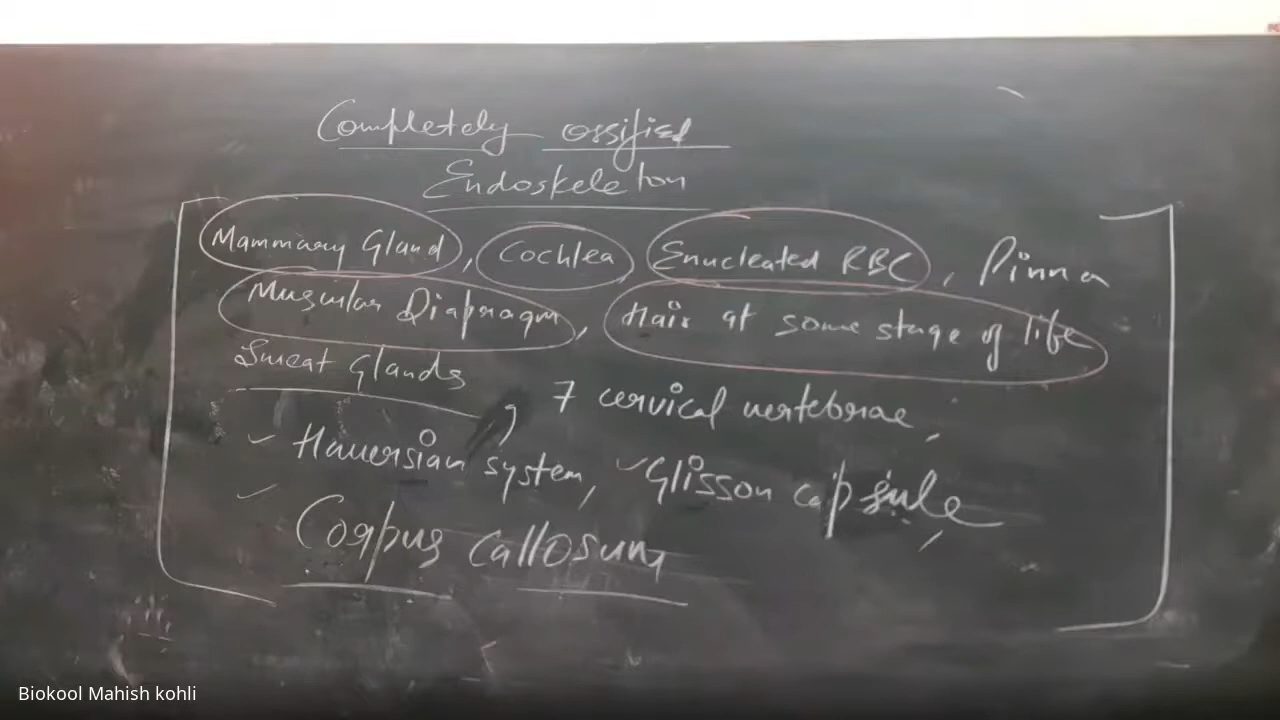 Completely ossified
Endoskeleton
Mammary Gland, Cochlea, Enucleated RBC, Pinna
Muscular Diapragm, Hair at some stage of life
Sweat Glands, 7 cervical vertebrae,
Haversian system, Glisson capsule,
Corpus callosum
Biokool Mahish kohli